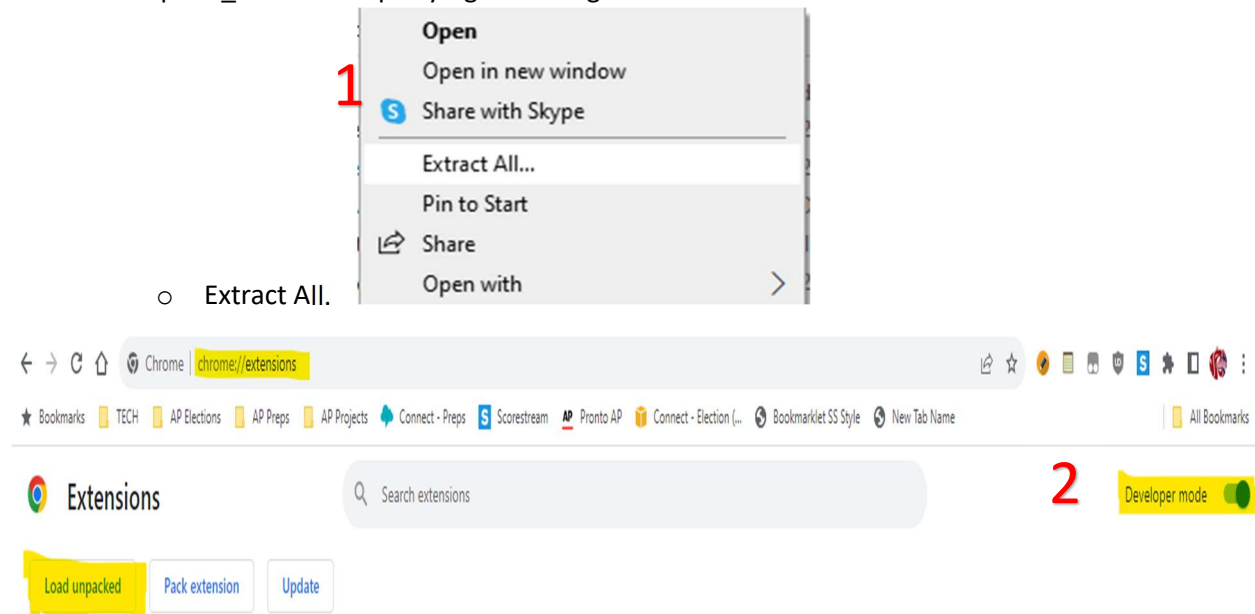 Open
1
Open in new window
S Share with Skype
Extract All...
Pin to Start
Share
Open with
o Extract All.
Chrome chrome://extensions
Bookmarks TECH AP Elections AP Preps AP Projects Connect - Preps S Scorestream AP Pronto AP Connect - Election (... Bookmarklet SS Style New Tab Name All Bookmarks
Extensions Search extensions 2 Developer mode
Load unpacked Pack extension Update